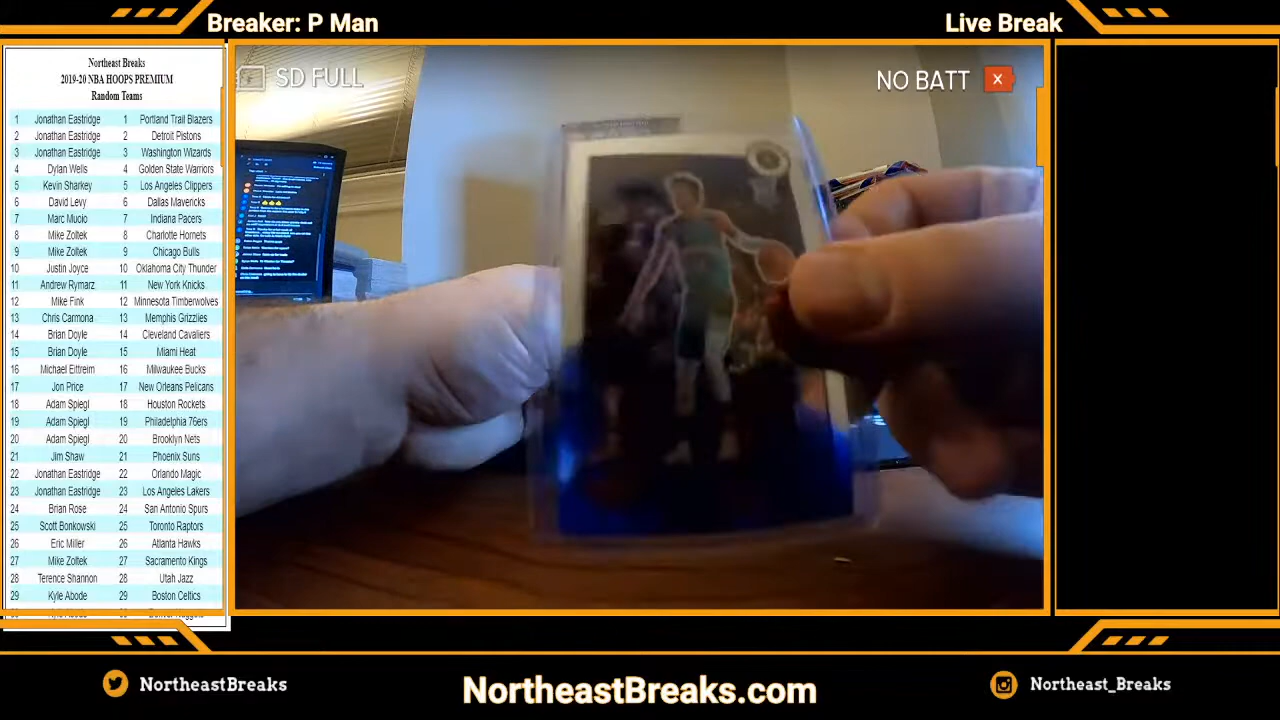 Breaker: P Man
Live Break
Northeast Breaks
2019-20 NBA HOOPS PREMIUM
Random Teams
1 Jonathan Eastridge 1 Portland Trail Blazers
2 Jonathan Eastridge 2 Detroit Pistons
3 Jonathan Eastridge 3 Washington Wizards
4 Dylan Wells 4 Golden State Warriors
5 Kevin Sharkey 5 Los Angeles Clippers
6 David Levy 6 Dallas Mavericks
7 Marc Mucio 7 Indiana Pacers
8 Mike Zoltek 8 Charlotte Hornets
9 Mike Zoltek 9 Chicago Bulls
10 Justin Joyce 10 Oklahoma City Thunder
11 Andrew Rymarz 11 New York Knicks
12 Mike Fink 12 Minnesota Timberwolves
13 Chris Carmona 13 Memphis Grizzlies
14 Brian Doyle 14 Cleveland Cavaliers
15 Brian Doyle 15 Miami Heat
16 Michael Eittreim 16 Milwaukee Bucks
17 Jon Price 17 New Orleans Pelicans
18 Adam Spiegl 18 Houston Rockets
19 Adam Spiegl 19 Philadelphia 76ers
20 Adam Spiegl 20 Brooklyn Nets
21 Jim Shaw 21 Phoenix Suns
22 Jonathan Eastridge 22 Orlando Magic
23 Jonathan Eastridge 23 Los Angeles Lakers
24 Brian Rose 24 San Antonio Spurs
25 Scott Bonkowski 25 Toronto Raptors
26 Eric Miller 26 Atlanta Hawks
27 Mike Zoltek 27 Sacramento Kings
28 Terence Shannon 28 Utah Jazz
29 Kyle Abode 29 Boston Celtics
SD FULL
NO BATT
NortheastBreaks
NortheastBreaks.com
Northeast_Breaks